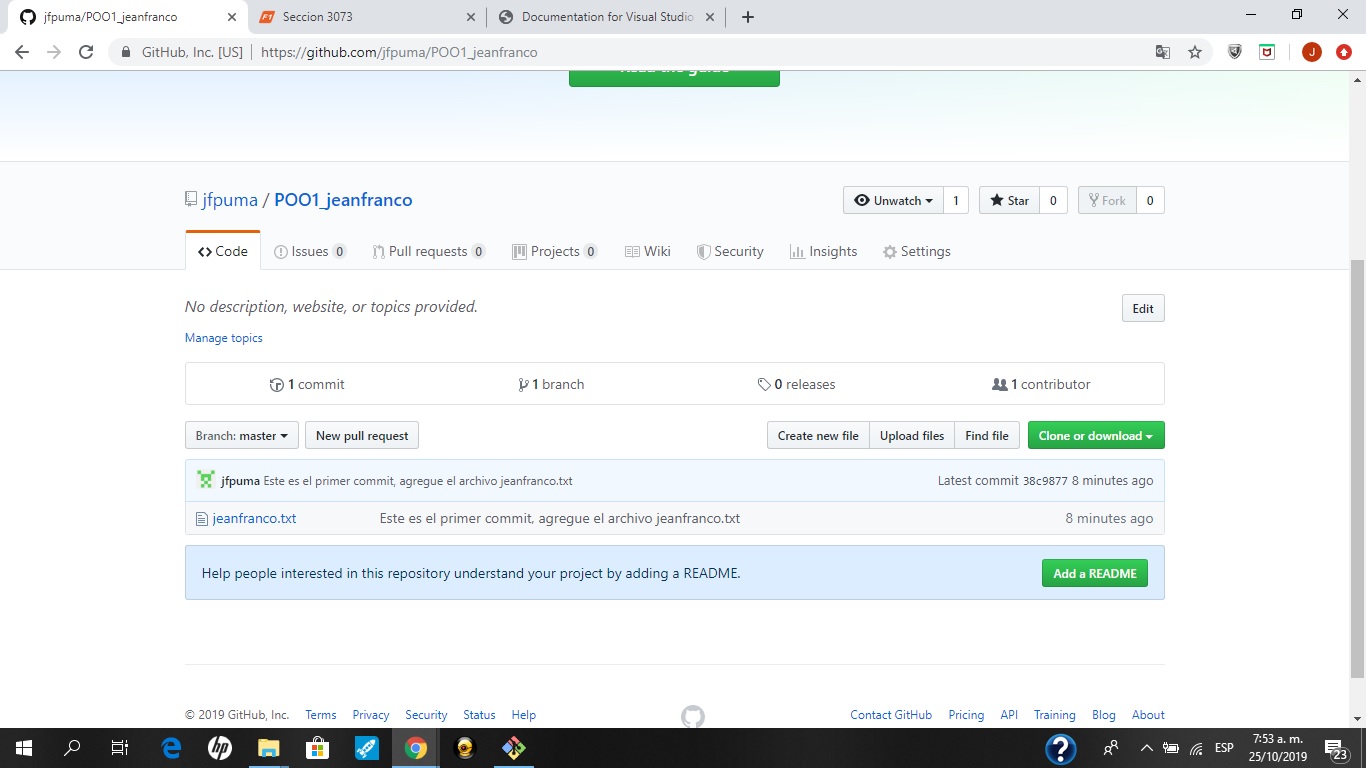 jfpuma/POO1_jeanfranco
Seccion 3073
Documentation for Visual Studio
GitHub, Inc. [US] | https://github.com/jfpuma/POO1_jeanfranco
J
Read the guide
jfpuma / POO1_jeanfranco
Unwatch 1
Star 0
Fork 0
Code
Issues 0
Pull requests 0
Projects 0
Wiki
Security
Insights
Settings
No description, website, or topics provided.
Edit
Manage topics
1 commit
1 branch
0 releases
1 contributor
Branch: master
New pull request
Create new file
Upload files
Find file
Clone or download
jfpuma Este es el primer commit, agregue el archivo jeanfranco.txt
Latest commit 38c9877 8 minutes ago
jeanfranco.txt
Este es el primer commit, agregue el archivo jeanfranco.txt
8 minutes ago
Help people interested in this repository understand your project by adding a README.
Add a README
© 2019 GitHub, Inc.
Terms
Privacy
Security
Status
Help
Contact GitHub
Pricing
API
Training
Blog
About
hp
?
ESP
7:53 a. m.
25/10/2019
23